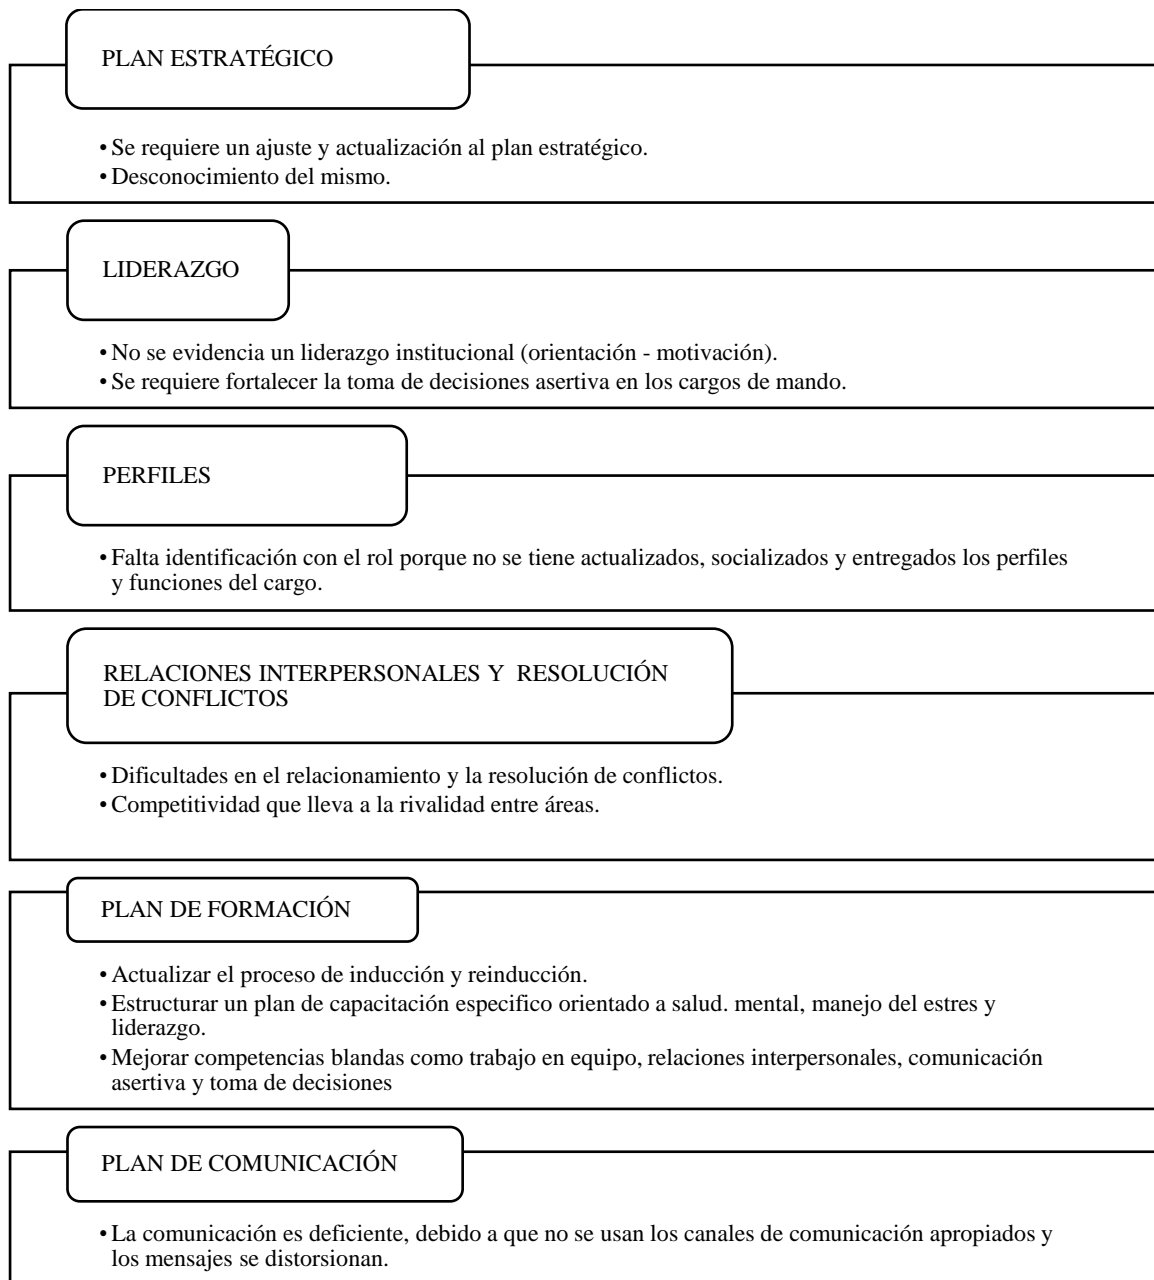 PLAN ESTRATÉGICO
• Se requiere un ajuste y actualización al plan estratégico.
• Desconocimiento del mismo.
LIDERAZGO
• No se evidencia un liderazgo institucional (orientación - motivación).
• Se requiere fortalecer la toma de decisiones asertiva en los cargos de mando.
PERFILES
• Falta identificación con el rol porque no se tiene actualizados, socializados y entregados los perfiles
y funciones del cargo.
RELACIONES INTERPERSONALES Y  RESOLUCIÓN
DE CONFLICTOS
• Dificultades en el relacionamiento y la resolución de conflictos.
• Competitividad que lleva a la rivalidad entre áreas.
PLAN DE FORMACIÓN
• Actualizar el proceso de inducción y reinducción.
• Estructurar un plan de capacitación especifico orientado a salud. mental, manejo del estres y
liderazgo.
• Mejorar competencias blandas como trabajo en equipo, relaciones interpersonales, comunicación
asertiva y toma de decisiones
PLAN DE COMUNICACIÓN
• La comunicación es deficiente, debido a que no se usan los canales de comunicación apropiados y
los mensajes se distorsionan.